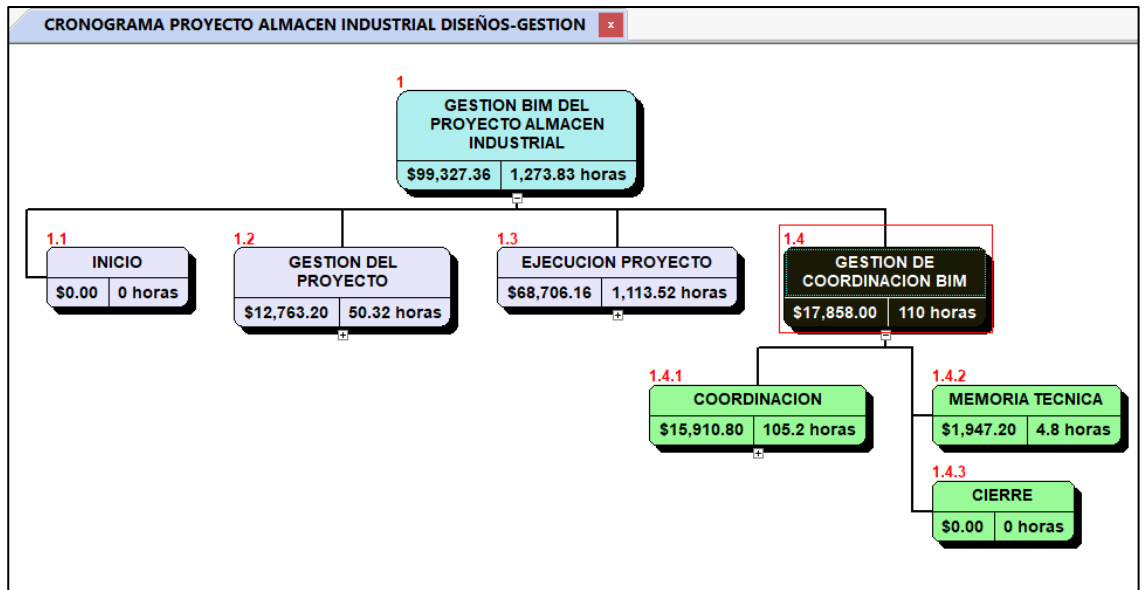 CRONOGRAMA PROYECTO ALMACEN INDUSTRIAL DISEÑOS-GESTION x
1
GESTION BIM DEL
PROYECTO ALMACEN
INDUSTRIAL
$99,327.36 1,273.83 horas
1.1
INICIO
$0.00 0 horas
1.2
GESTION DEL
PROYECTO
$12,763.20 50.32 horas
1.3
EJECUCION PROYECTO
$68,706.16 1,113.52 horas
1.4
GESTION DE
COORDINACION BIM
$17,858.00 110 horas
1.4.1
COORDINACION
$15,910.80 105.2 horas
1.4.2
MEMORIA TECNICA
$1,947.20 4.8 horas
1.4.3
CIERRE
$0.00 0 horas